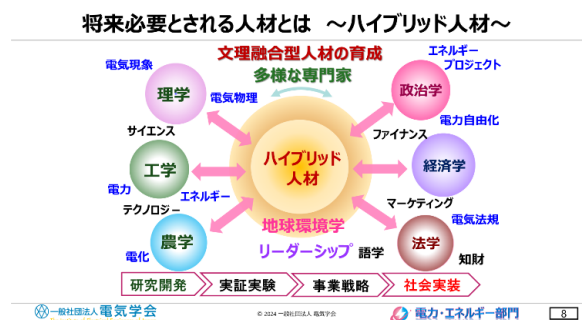 将来必要とされる人材とは ～ハイブリッド人材～
文理融合型人材の育成
多様な専門家
電気現象
理学
電気物理
サイエンス
工学
電力
エネルギー
テクノロジー
農学
電化
ハイブリッド
人材
地球環境学
リーダーシップ
語学
エネルギー
プロジェクト
政治学
電力自由化
ファイナンス
経済学
マーケティング
電気法規
法学
知財
研究開発
実証実験
事業戦略
社会実装
一般社団法人 電気学会
© 2024 一般社団法人 電気学会
電力・エネルギー部門
8